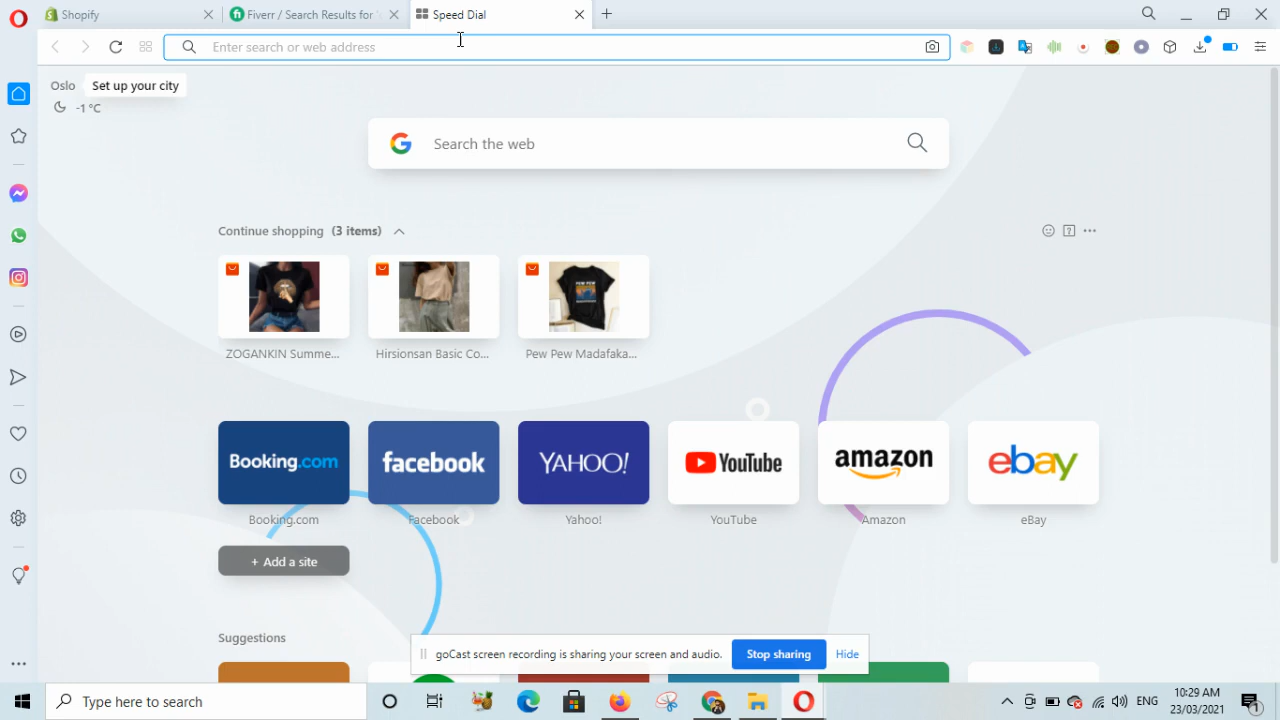 Shopify
Fiverr / Search Results for '
Speed Dial
Enter search or web address
Oslo
Set up your city
-1 °C
Search the web
Continue shopping (3 items)
ZOGANKIN Summe...
Hirsionsan Basic Co...
Pew Pew Madafaka...
Booking.com
facebook
YAHOO!
YouTube
amazon
ebay
Booking.com
Facebook
Yahoo!
YouTube
Amazon
eBay
+ Add a site
Suggestions
goCast screen recording is sharing your screen and audio.
Stop sharing
Hide
Type here to search
ENG
10:29 AM
23/03/2021
1